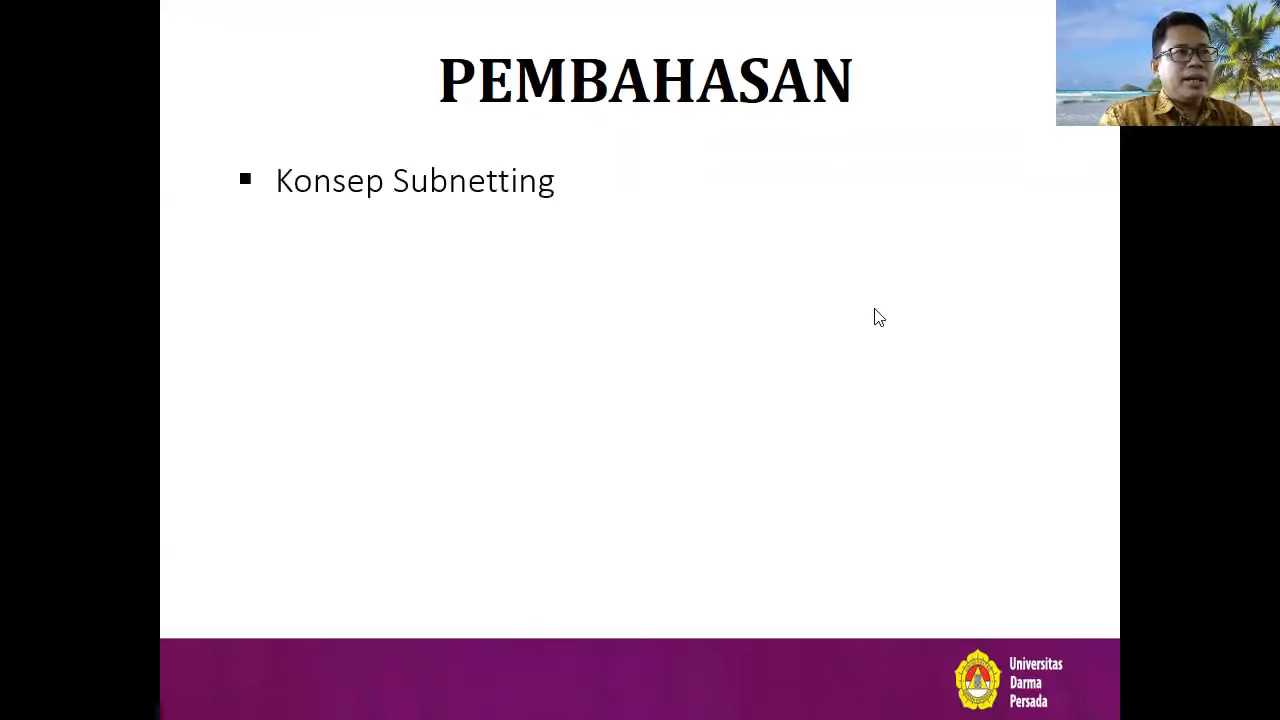 PEMBAHASAN
▪ Konsep Subnetting
Universitas
Darma
Persada